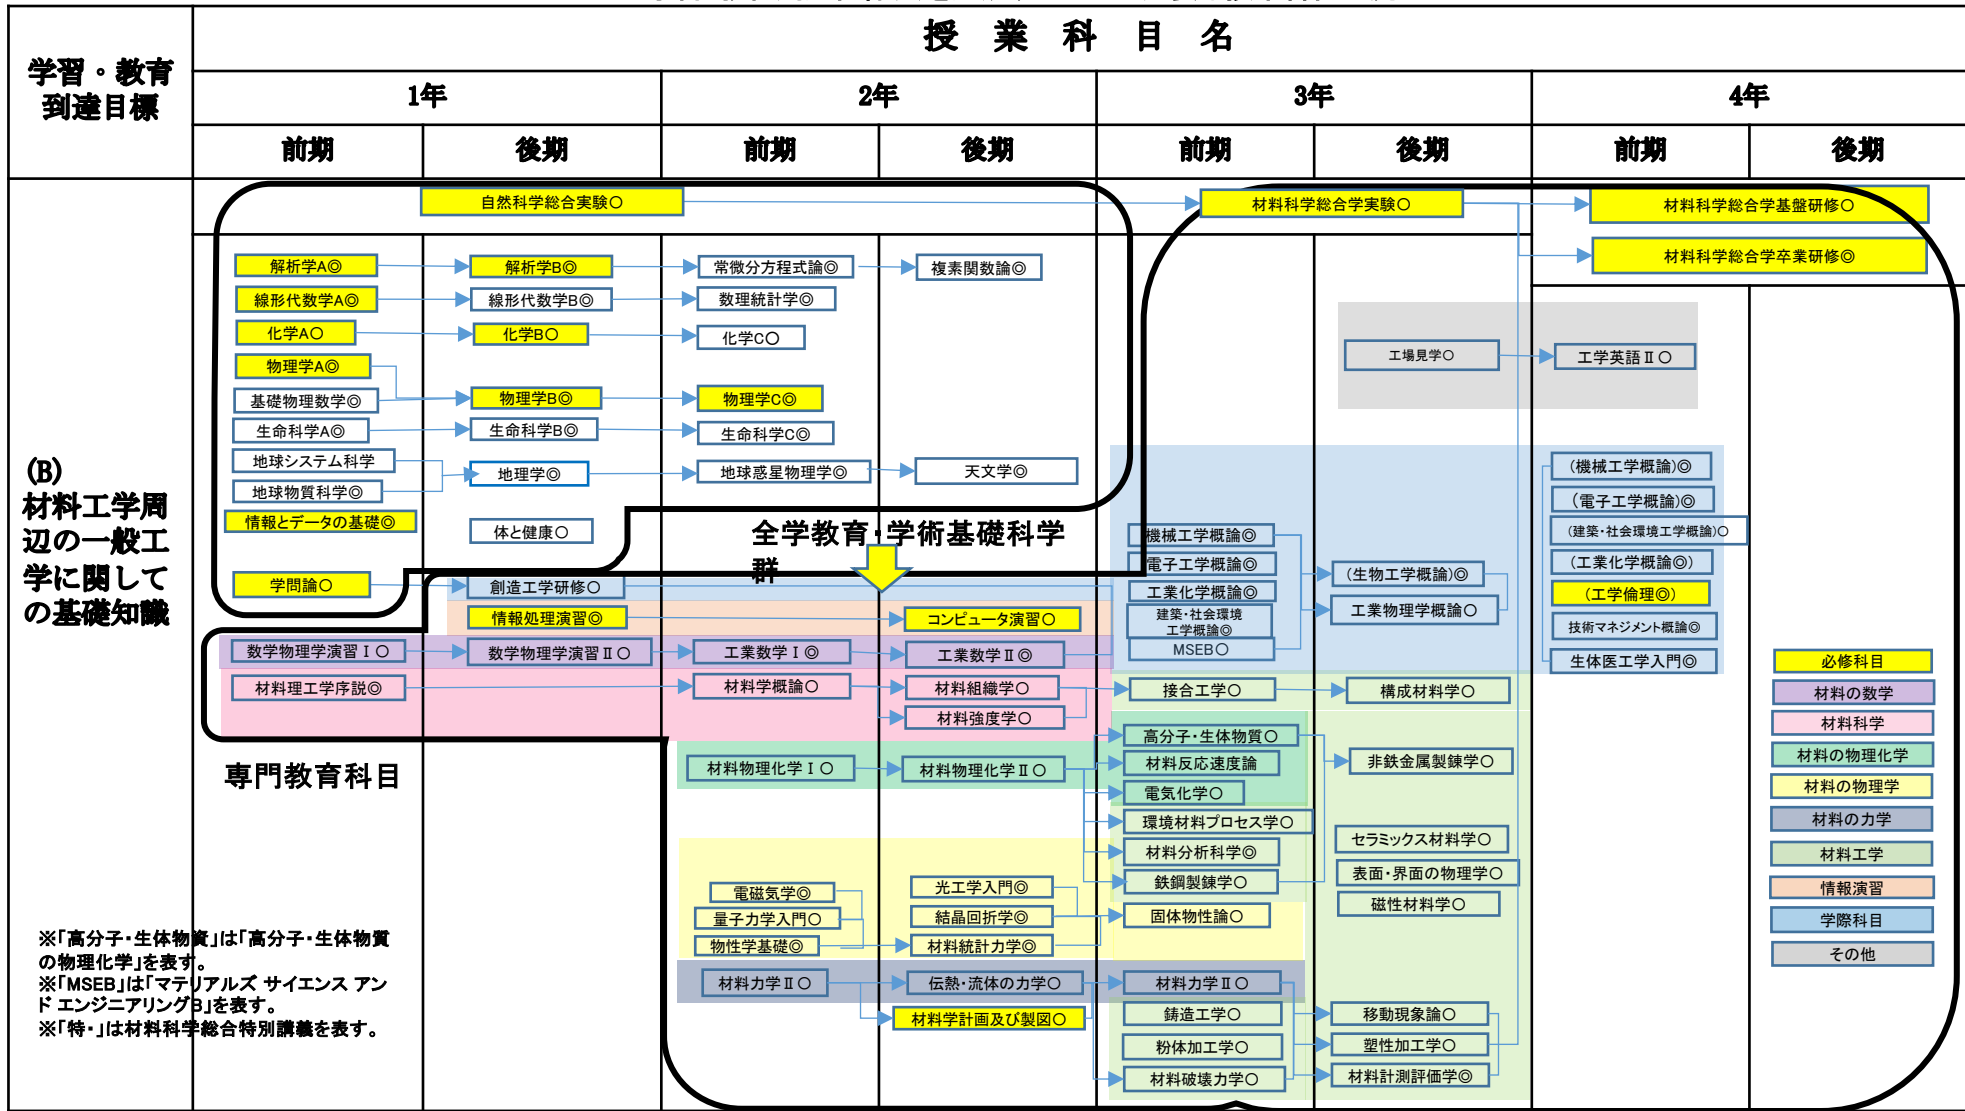 授 業 科 目 名
学習・教育
到達目標
1年
2年
3年
4年
前期
後期
前期
後期
前期
後期
前期
後期
自然科学総合実験○
材料科学総合学実験○
材料科学総合学基盤研修○
材料科学総合学卒業研修◎
解析学A◎
解析学B◎
常微分方程式論◎
複素関数論◎
線形代数学A◎
線形代数学B◎
数理統計学◎
化学A○
化学B○
化学C○
工場見学○
工学英語Ⅱ○
物理学A◎
基礎物理数学◎
物理学B◎
物理学C◎
生命科学A◎
生命科学B◎
生命科学C◎
地球システム科学
地球物質科学◎
地理学◎
地球惑星物理学◎
天文学◎
情報とデータの基礎◎
体と健康○
(B)
材料工学周
辺の一般工
学に関して
の基礎知識
全学教育・学術基礎科学
群
学問論○
創造工学研修○
情報処理演習◎
コンピュータ演習○
機械工学概論◎
電子工学概論◎
工業化学概論◎
建築・社会環境
工学概論◎
MSEB○
(生物工学概論)◎
工業物理学概論○
(機械工学概論)◎
(電子工学概論)◎
(建築・社会環境工学概論)○
(工業化学概論◎)
(工学倫理◎)
技術マネジメント概論◎
生体医工学入門◎
数学物理学演習Ⅰ○
数学物理学演習Ⅱ○
工業数学Ⅰ◎
工業数学Ⅱ◎
材料理工学序説◎
材料学概論○
材料組織学○
材料強度学○
接合工学○
構成材料学○
専門教育科目
材料物理化学Ⅰ○
材料物理化学Ⅱ○
高分子・生体物質○
材料反応速度論
電気化学○
環境材料プロセス学○
材料分析科学◎
鉄鋼製錬学○
非鉄金属製錬学○
セラミックス材料学○
表面・界面の物理学○
磁性材料学○
電磁気学◎
量子力学入門○
物性学基礎◎
光工学入門◎
結晶回折学◎
材料統計力学◎
固体物性論○
材料力学Ⅱ○
伝熱・流体の力学○
材料力学Ⅱ○
材料学計画及び製図○
鋳造工学○
粉体加工学○
材料破壊力学○
移動現象論○
塑性加工学○
材料計測評価学◎
必修科目
材料の数学
材料科学
材料の物理化学
材料の物理学
材料の力学
材料工学
情報演習
学際科目
その他
※「高分子・生体物資」は「高分子・生体物質
の物理化学」を表す。
※「MSEB」は「マテリアルズ サイエンス アン
ド エンジニアリングB」を表す。
※「特・」は材料科学総合特別講義を表す。